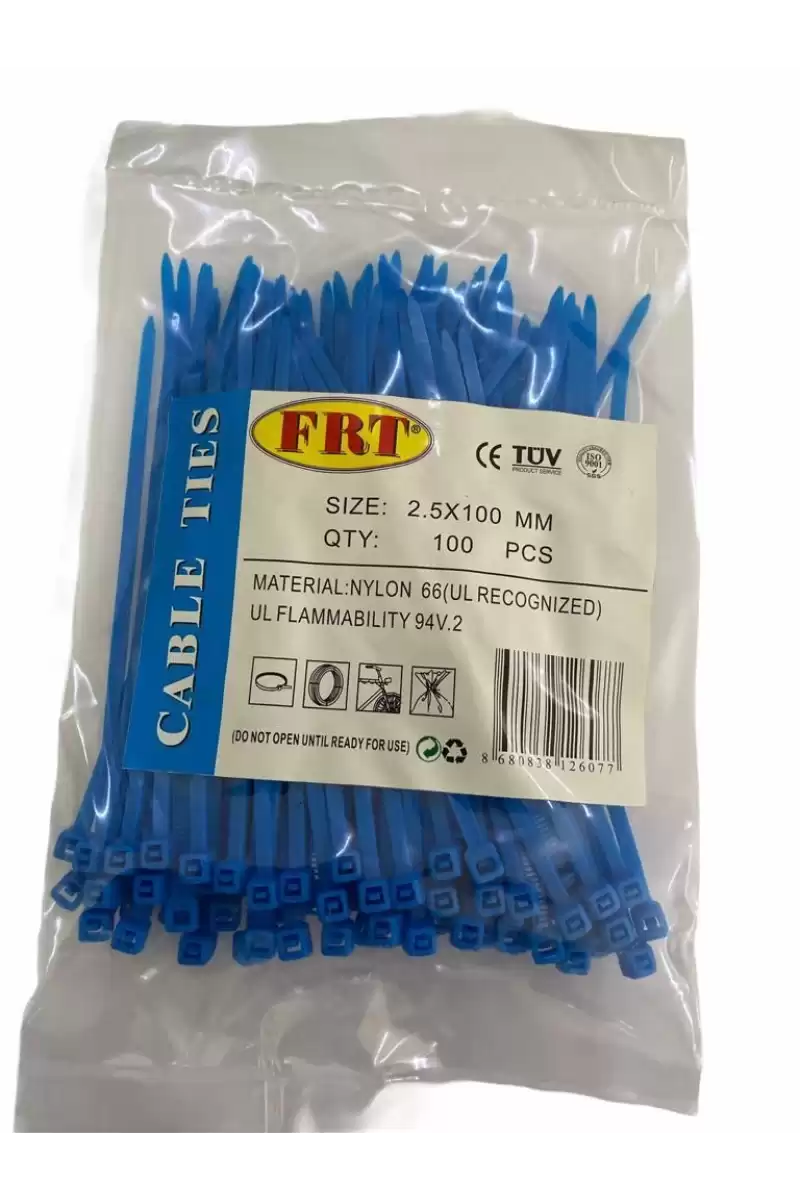 CABLE TIES
FRT®
CE TÜV
PRODUCT SERVICE
ISO
9001
SGS
SIZE: 2.5X100 MM
QTY: 100 PCS
MATERIAL:NYLON 66(UL RECOGNIZED)
UL FLAMMABILITY 94V.2
(DO NOT OPEN UNTIL READY FOR USE)
8 680838 126077